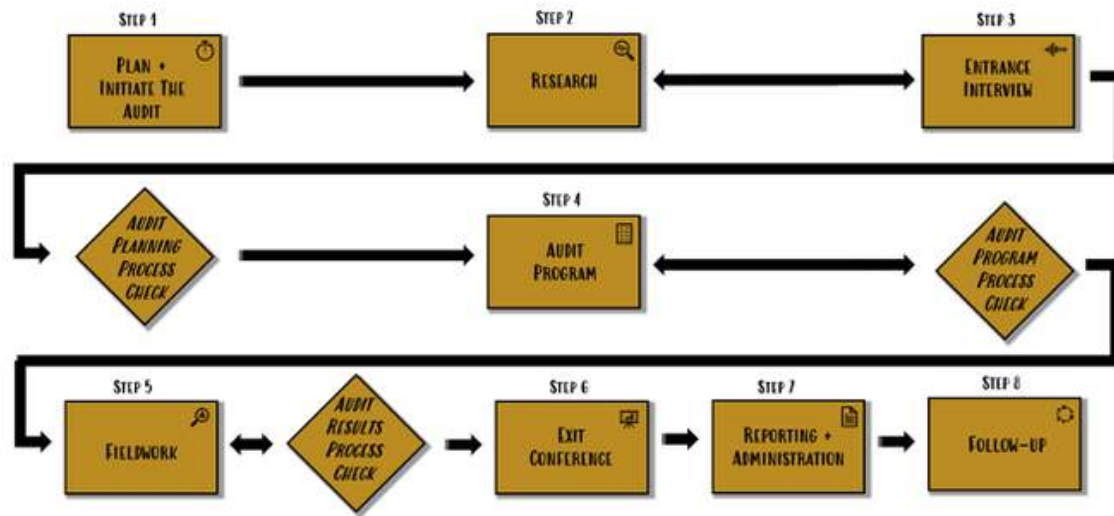 Step 1
Step 2
Step 3
Plan +
Initiate The
Audit
Research
Entrance
Interview
Step 4
Audit
Planning
Process
Check
Audit
Program
Audit
Program
Process
Check
Step 5
Step 6
Step 7
Step 8
Fieldwork
Audit
Results
Process
Check
Exit
Conference
Reporting +
Administration
Follow-up